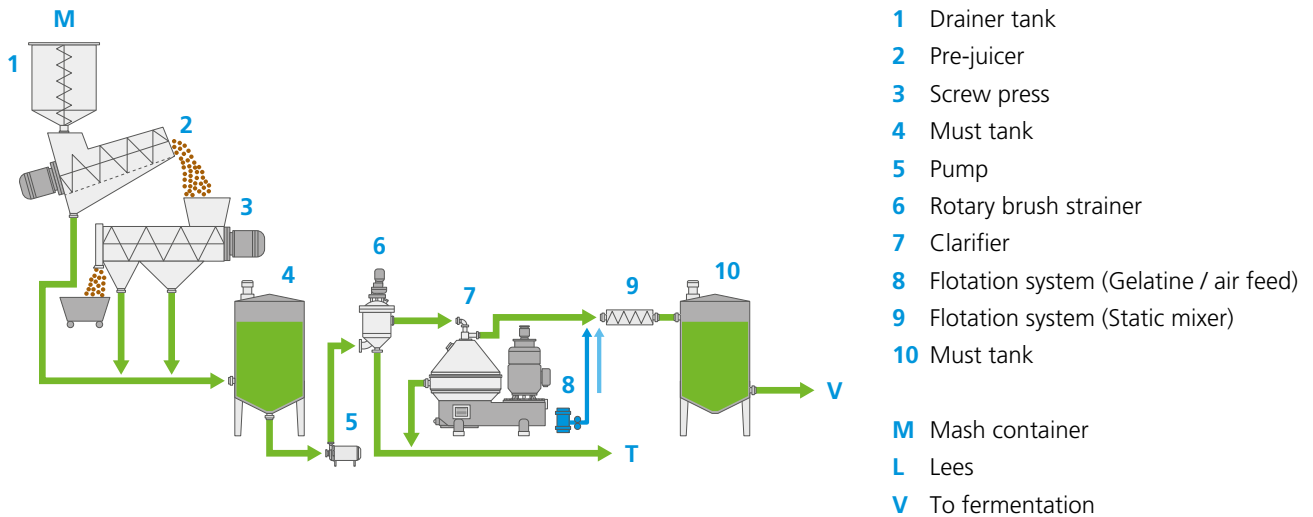 M
1
2
3
4
5
6
7
8
9
10
V
T
1 Drainer tank
2 Pre-juicer
3 Screw press
4 Must tank
5 Pump
6 Rotary brush strainer
7 Clarifier
8 Flotation system (Gelatine / air feed)
9 Flotation system (Static mixer)
10 Must tank
M Mash container
L Lees
V To fermentation